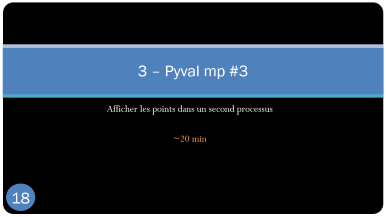 3 – Pyval mp #3
Afficher les points dans un second processus
~20 min
18